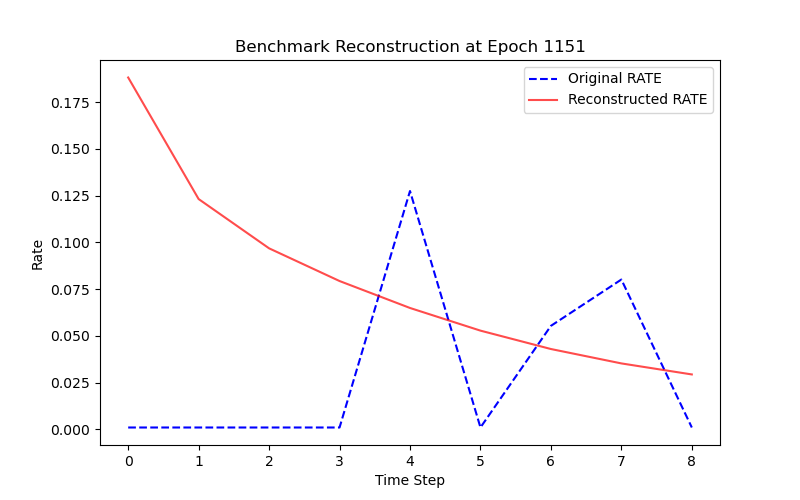 Benchmark Reconstruction at Epoch 1151
Original RATE
Reconstructed RATE
Rate
0.175
0.150
0.125
0.100
0.075
0.050
0.025
0.000
0 1 2 3 4 5 6 7 8
Time Step